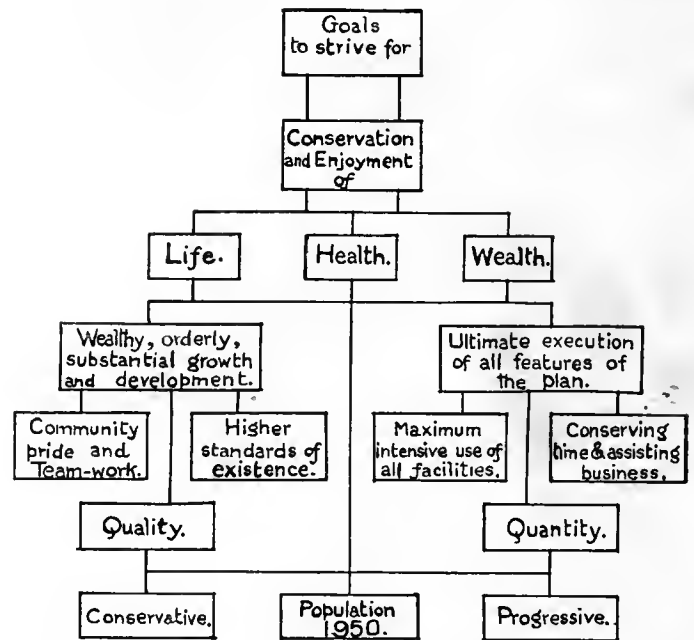 Goals
to strive for
Conservation
and Enjoyment
of
Life.
Health.
Wealth.
Wealthy, orderly,
substantial growth
and development.
Ultimate execution
of all features of
the plan.
Community
pride and
Team-work.
Higher
standards of
existence.
Maximum
intensive use of
all facilities.
Conserving
time & assisting
business.
Quality.
Quantity.
Conservative.
Population
1950.
Progressive.